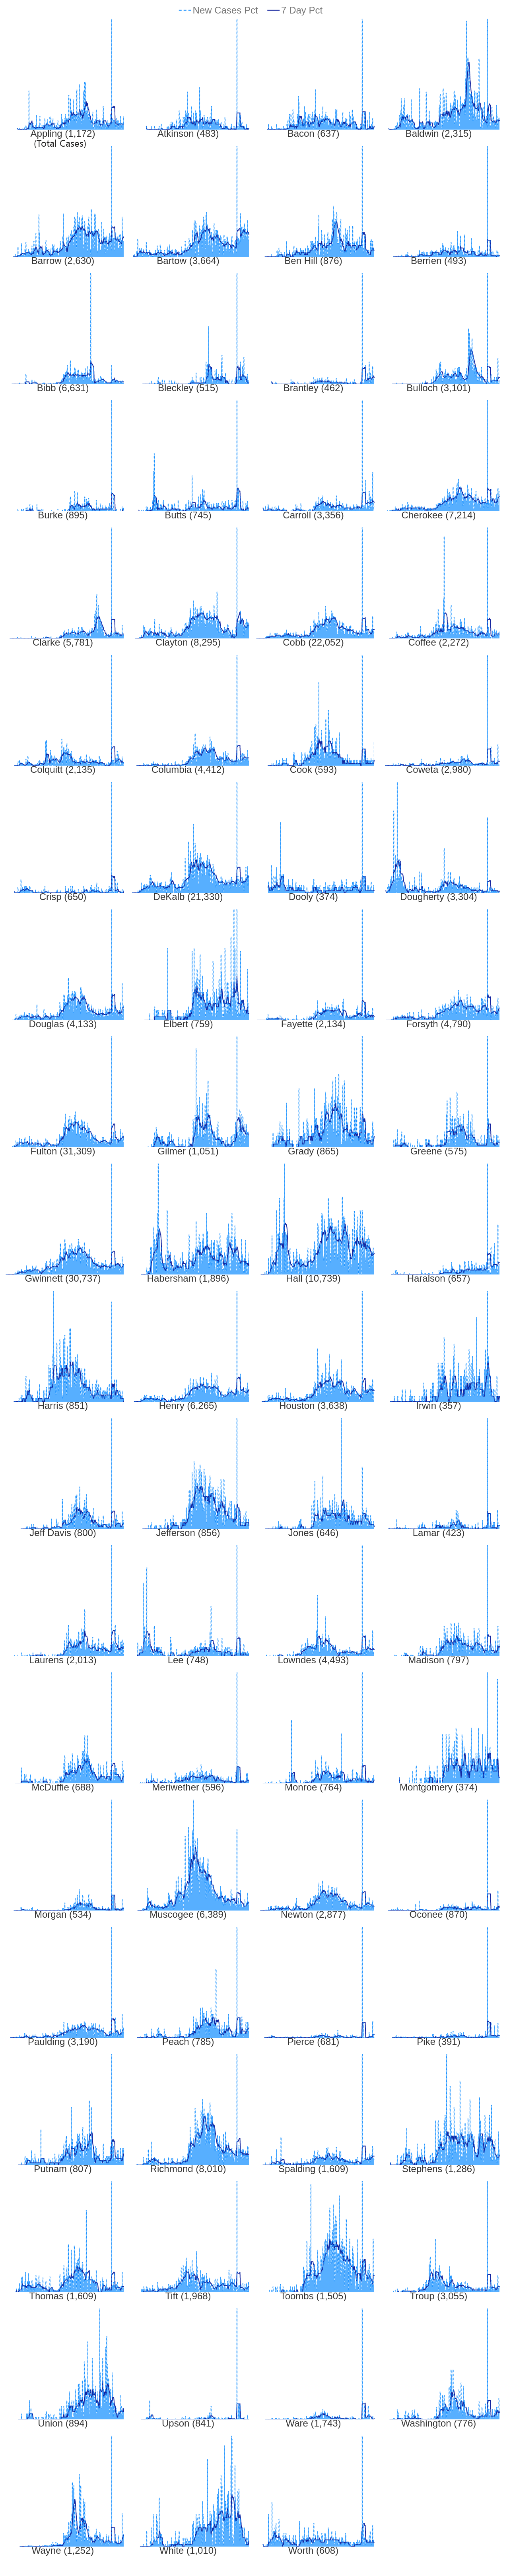 New Cases Pct 7 Day Pct
Appling (1,172) Atkinson (483) Bacon (637) Baldwin (2,315)
(Total Cases)
Barrow (2,630) Bartow (3,664) Ben Hill (876) Berrien (493)
Bibb (6,631) Bleckley (515) Brantley (462) Bulloch (3,101)
Burke (895) Butts (745) Carroll (3,356) Cherokee (7,214)
Clarke (5,781) Clayton (8,295) Cobb (22,052) Coffee (2,272)
Colquitt (2,135) Columbia (4,412) Cook (593) Coweta (2,980)
Crisp (650) DeKalb (21,330) Dooly (374) Dougherty (3,304)
Douglas (4,133) Elbert (759) Fayette (2,134) Forsyth (4,790)
Fulton (31,309) Gilmer (1,051) Grady (865) Greene (575)
Gwinnett (30,737) Habersham (1,896) Hall (10,739) Haralson (657)
Harris (851) Henry (6,265) Houston (3,638) Irwin (357)
Jeff Davis (800) Jefferson (856) Jones (646) Lamar (423)
Laurens (2,013) Lee (748) Lowndes (4,493) Madison (797)
McDuffie (688) Meriwether (596) Monroe (764) Montgomery (374)
Morgan (534) Muscogee (6,389) Newton (2,877) Oconee (870)
Paulding (3,190) Peach (785) Pierce (681) Pike (391)
Putnam (807) Richmond (8,010) Spalding (1,609) Stephens (1,286)
Thomas (1,609) Tift (1,968) Toombs (1,505) Troup (3,055)
Union (894) Upson (841) Ware (1,743) Washington (776)
Wayne (1,252) White (1,010) Worth (608)